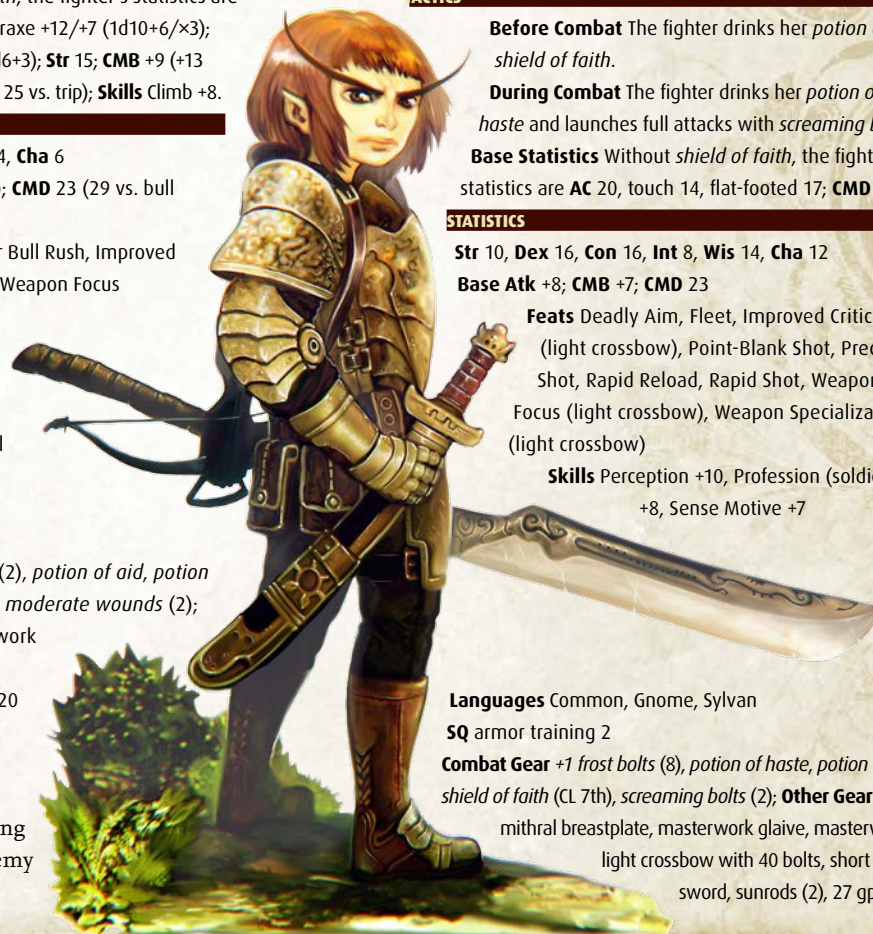 the fighter's statistics are
raxe +12/+7 (1d10+6/×3);
6+3); Str 15; CMB +9 (+13
25 vs. trip); Skills Climb +8.
4, Cha 6
; CMD 23 (29 vs. bull
r Bull Rush, Improved
Weapon Focus
(2), potion of aid, potion
moderate wounds (2);
work
20
ng
emy
ACTICS
Before Combat The fighter drinks her potion
shield of faith.
During Combat The fighter drinks her potion o
haste and launches full attacks with screaming
Base Statistics Without shield of faith, the fight
statistics are AC 20, touch 14, flat-footed 17; CMD
STATISTICS
Str 10, Dex 16, Con 16, Int 8, Wis 14, Cha 12
Base Atk +8; CMB +7; CMD 23
Feats Deadly Aim, Fleet, Improved Critic
(light crossbow), Point-Blank Shot, Prec
Shot, Rapid Reload, Rapid Shot, Weapon
Focus (light crossbow), Weapon Specializa
(light crossbow)
Skills Perception +10, Profession (soldie
+8, Sense Motive +7
Languages Common, Gnome, Sylvan
SQ armor training 2
Combat Gear +1 frost bolts (8), potion of haste, potion
shield of faith (CL 7th), screaming bolts (2); Other Gear
mithral breastplate, masterwork glaive, masterw
light crossbow with 40 bolts, short
sword, sunrods (2), 27 gp